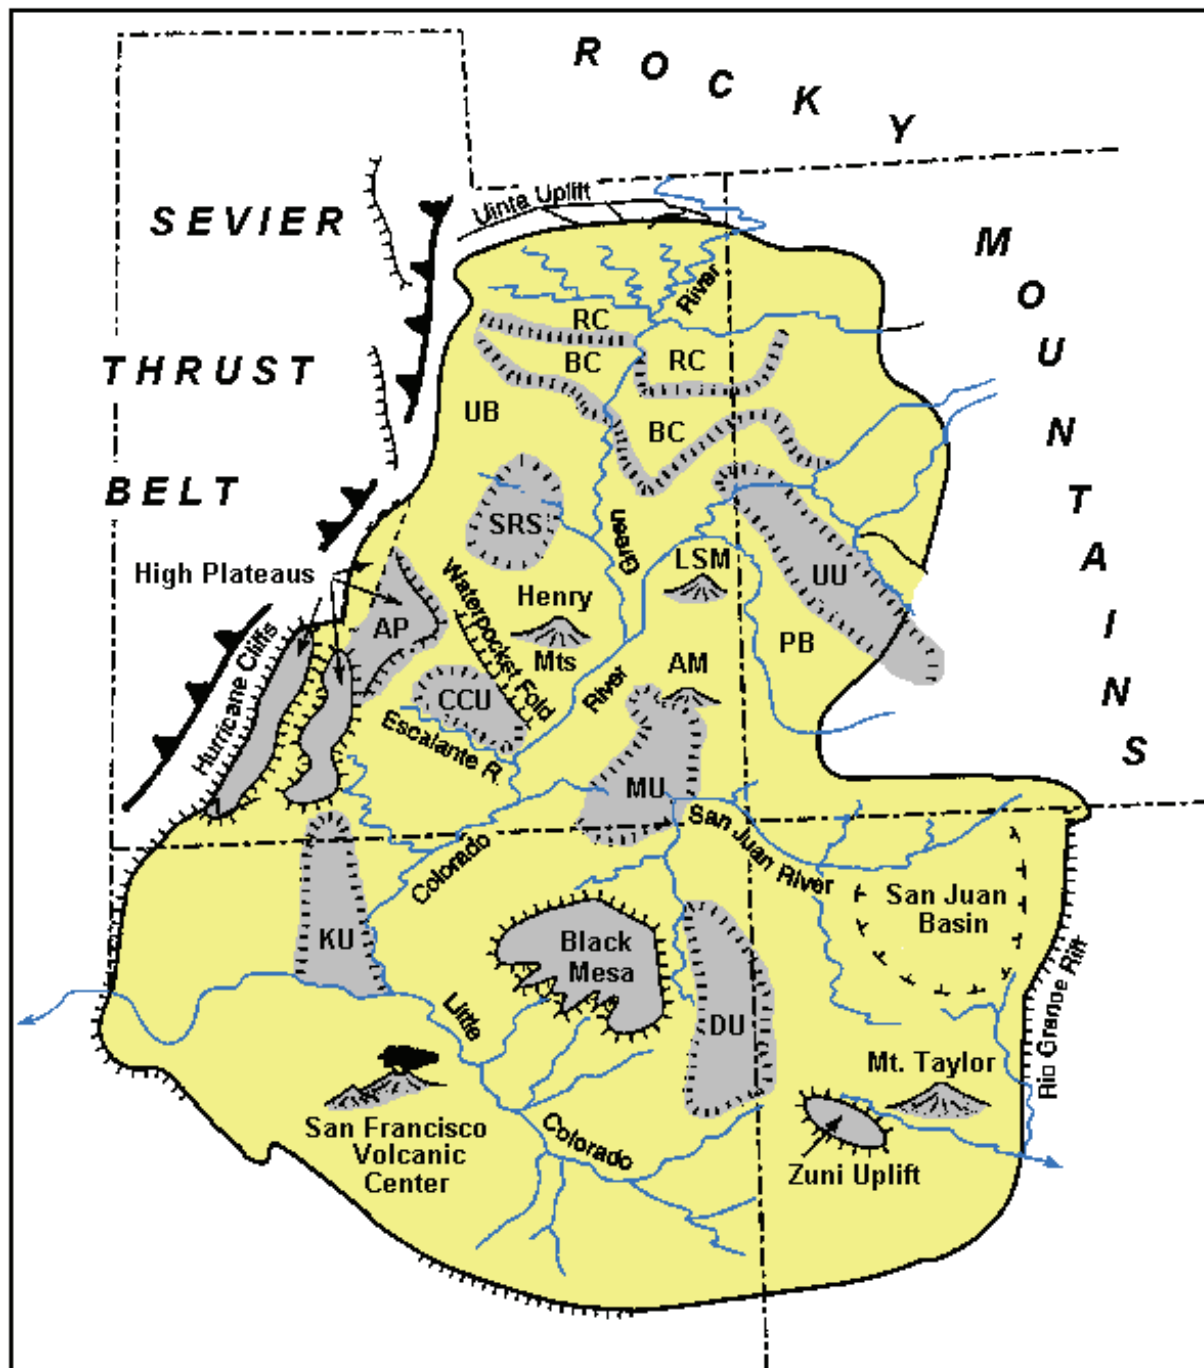 ROCKY
MOUNTAINS
SEVIER
THRUST
BELT
Uinta Uplift
River
RC
BC
RC
UB
BC
SRS
Green
LSM
UU
High Plateaus
Henry
Mts
Waterpocket Fold
AP
PB
AM
Hurricane Cliffs
CCU
River
Escalante R.
MU
San Juan River
Colorado
San Juan
Basin
KU
Black
Mesa
Rio Grande Rift
Little
DU
Mt. Taylor
San Francisco
Volcanic
Center
Colorado
Zuni Uplift